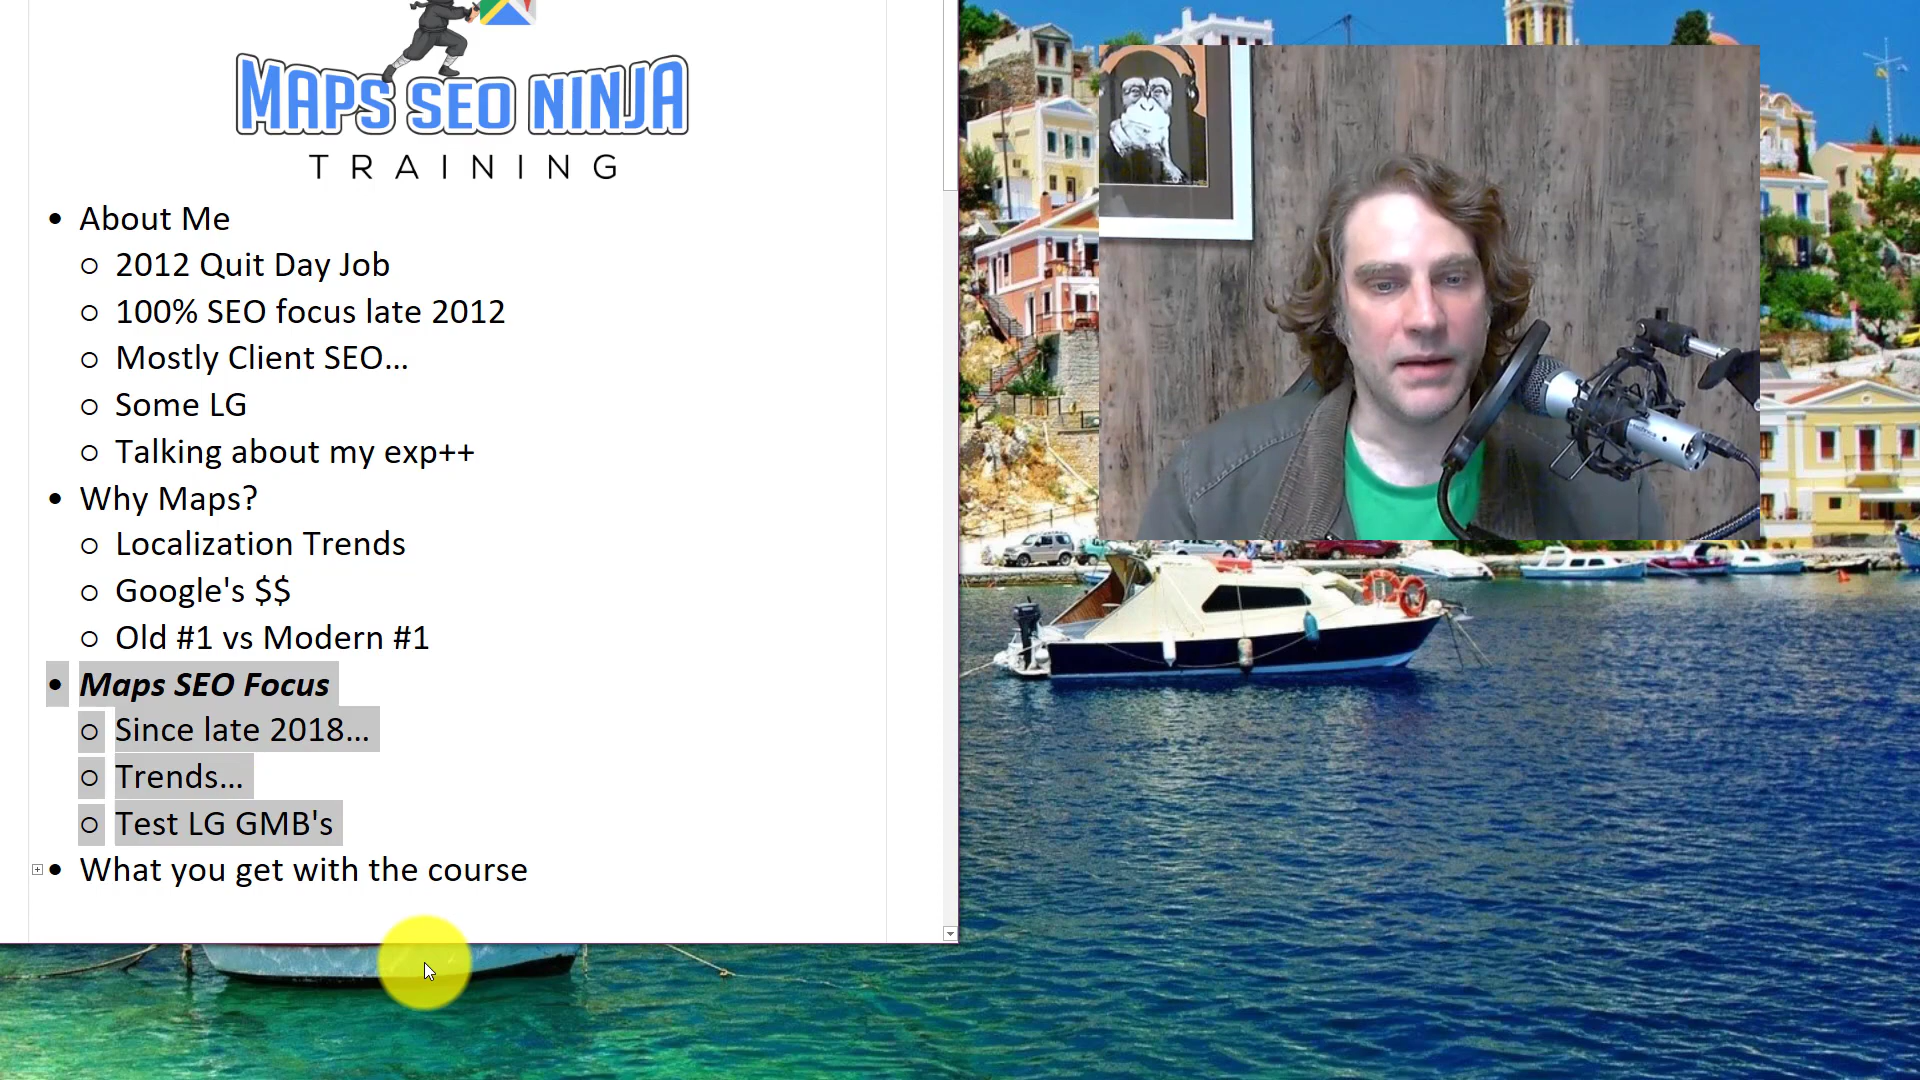 MAPS SEO NINJA
TRAINING
• About Me
○ 2012 Quit Day Job
○ 100% SEO focus late 2012
○ Mostly Client SEO...
○ Some LG
○ Talking about my exp++
• Why Maps?
○ Localization Trends
○ Google's $$
○ Old #1 vs Modern #1
• Maps SEO Focus
○ Since late 2018...
○ Trends...
○ Test LG GMB's
• What you get with the course